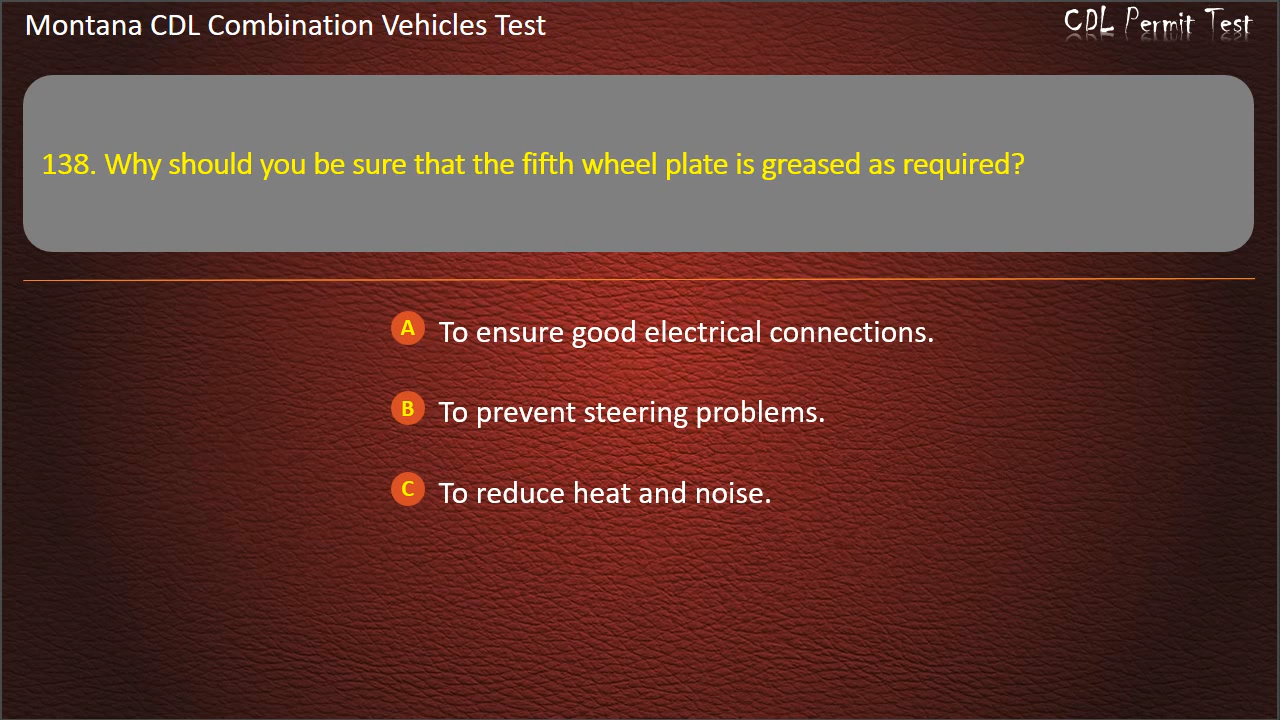 Montana CDL Combination Vehicles Test
CDL Permit Test
138. Why should you be sure that the fifth wheel plate is greased as required?
A To ensure good electrical connections.
B To prevent steering problems.
C To reduce heat and noise.